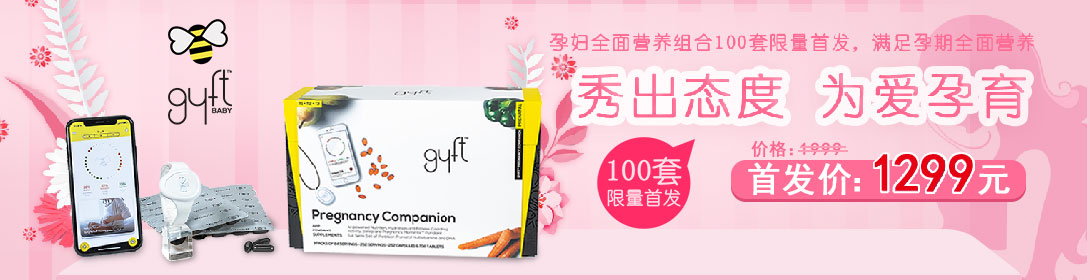 gyft
BABY
孕妇全面营养组合100套限量首发，满足孕期全面营养
秀出态度 为爱孕育
100套
限量首发
价格：1999
首发价：1299元
gyft
Pregnancy Companion
SUPPLEMENTS